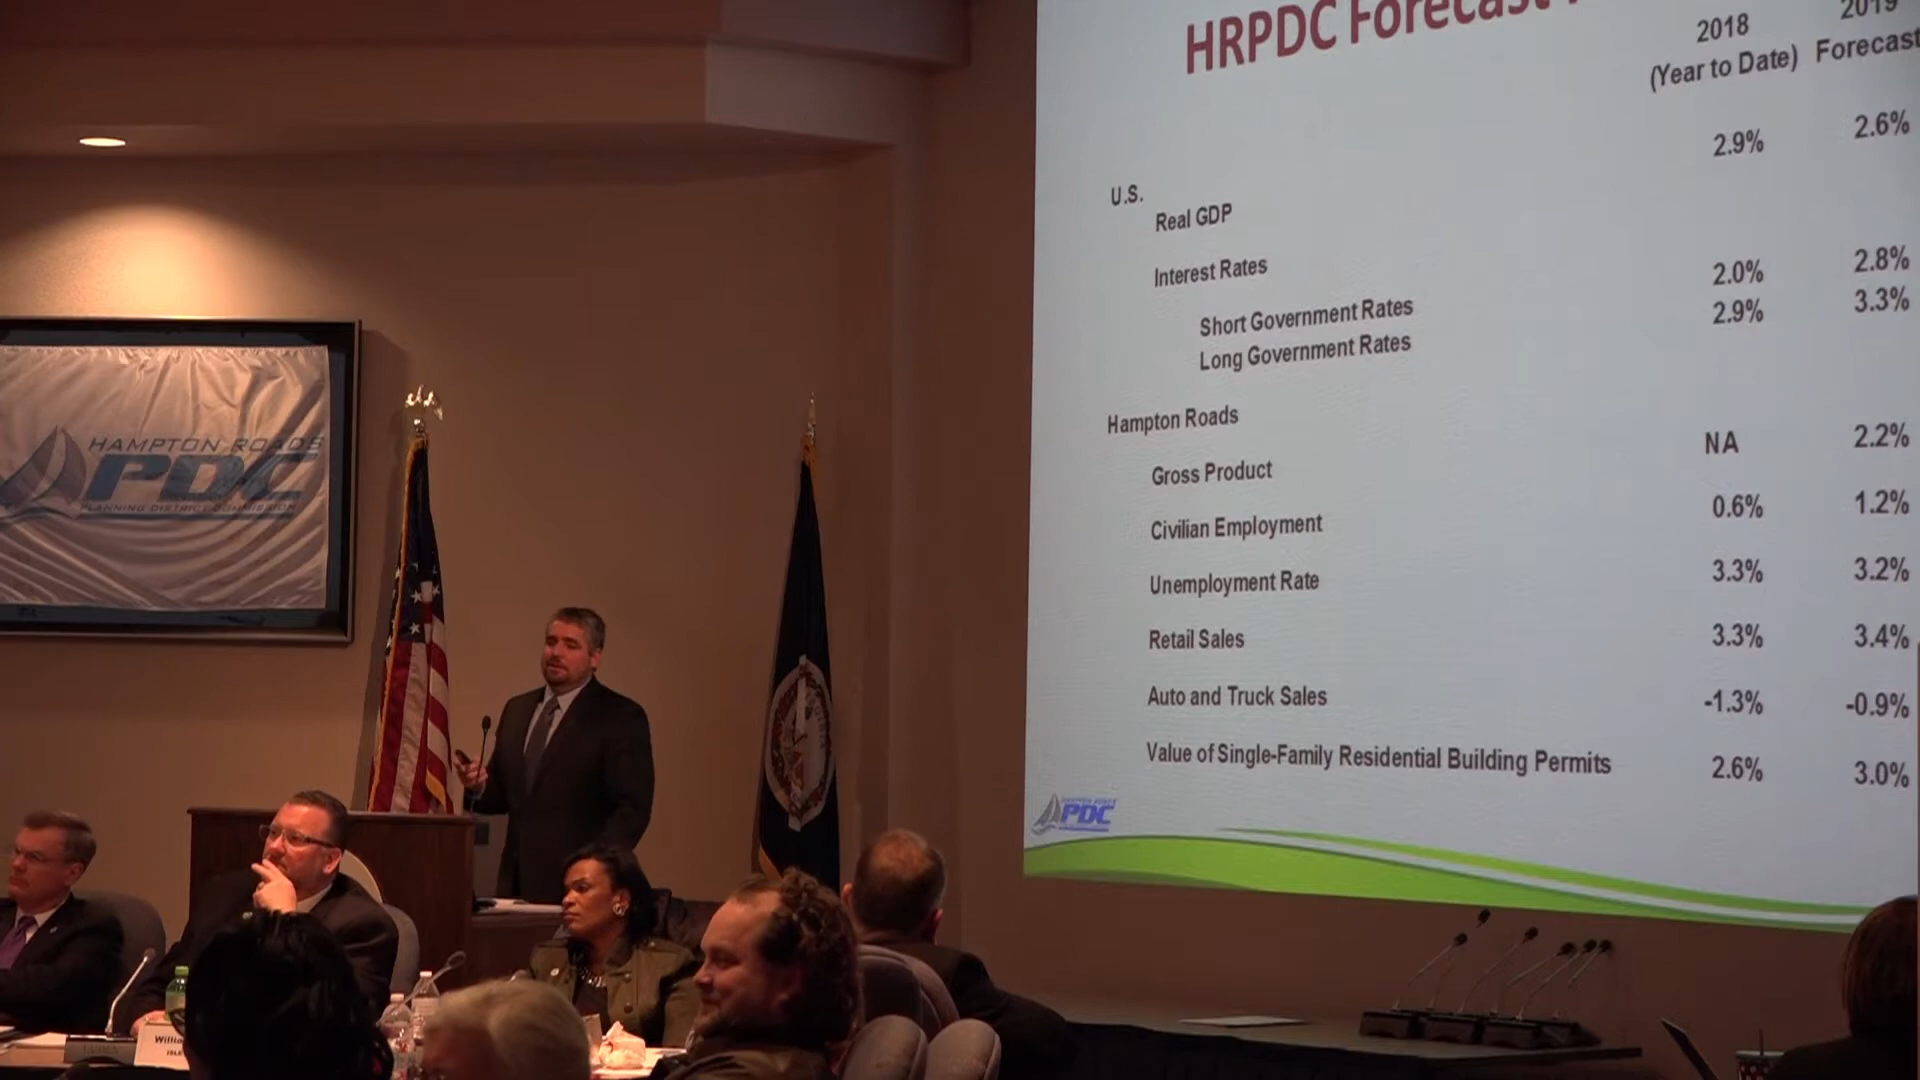 HRPDC Forecast
2018
(Year to Date)
2019
Forecast
2.9% 2.6%
U.S.
Real GDP
Interest Rates
2.0% 2.8%
Short Government Rates
2.9% 3.3%
Long Government Rates
Hampton Roads
NA 2.2%
Gross Product
0.6% 1.2%
Civilian Employment
Unemployment Rate 3.3% 3.2%
Retail Sales 3.3% 3.4%
Auto and Truck Sales -1.3% -0.9%
Value of Single-Family Residential Building Permits 2.6% 3.0%
HAMPTON ROADS
PDC
HAMPTON ROADS
PDC
PLANNING DISTRICT COMMISSION